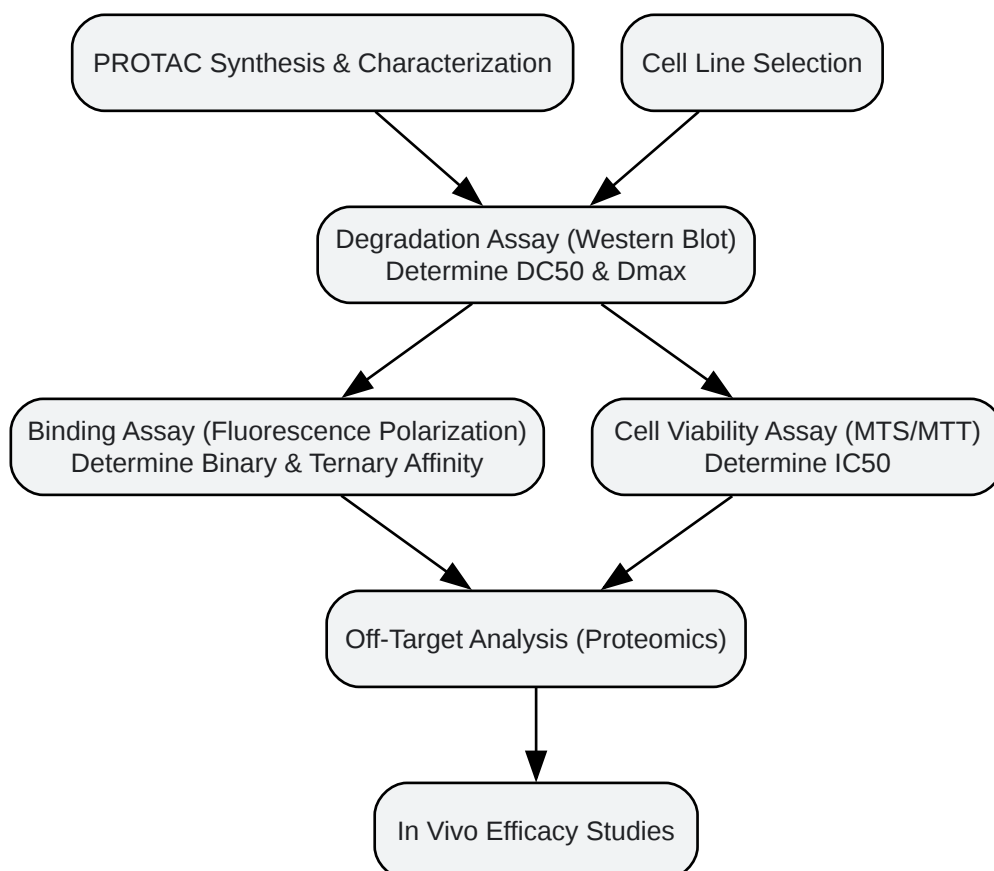 PROTAC Synthesis & Characterization
Cell Line Selection
Degradation Assay (Western Blot)
Determine DC50 & Dmax
Binding Assay (Fluorescence Polarization)
Determine Binary & Ternary Affinity
Cell Viability Assay (MTS/MTT)
Determine IC50
Off-Target Analysis (Proteomics)
In Vivo Efficacy Studies